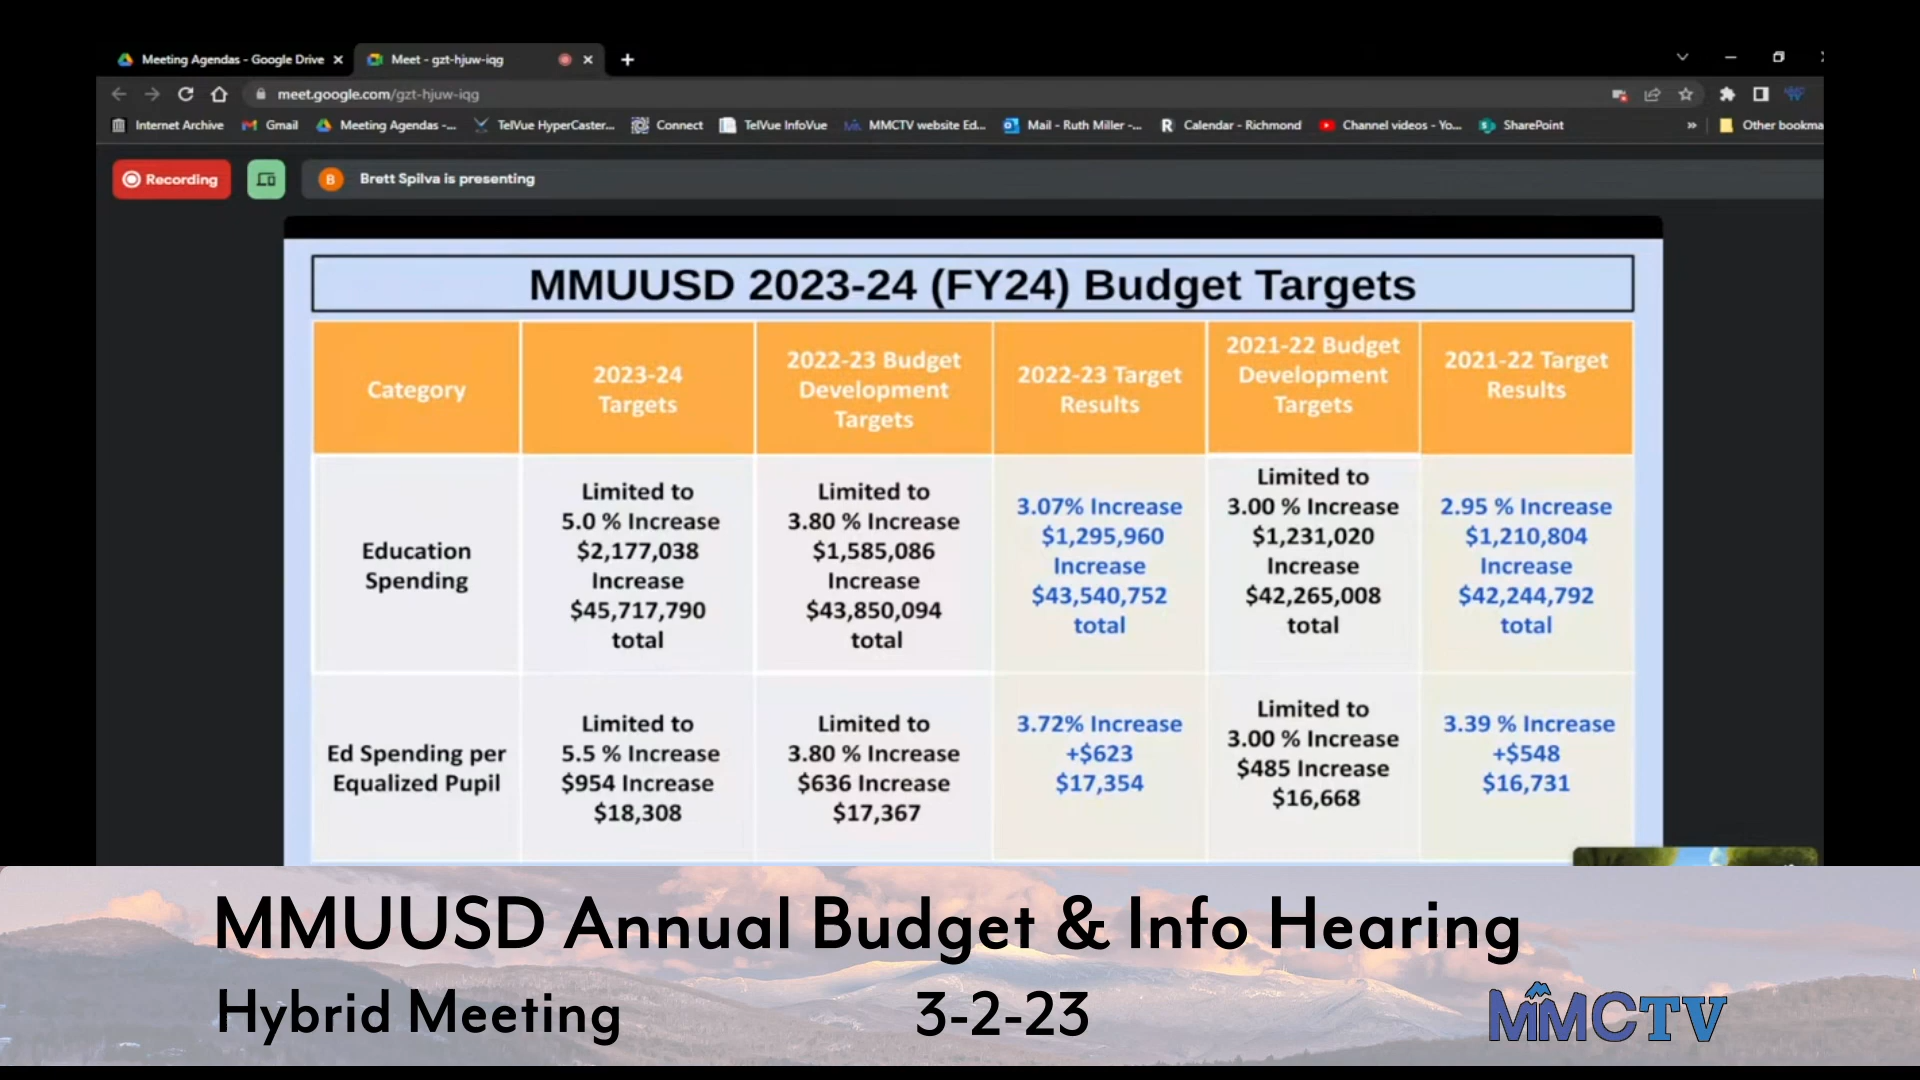 Meeting Agendas - Google Drive
Meet - gzt-hjuw-iqg
meet.google.com/gzt-hjuw-iqg
Internet Archive
Gmail
Meeting Agendas -...
TelVue HyperCaster...
Connect
TelVue InfoVue
MMCTV website Ed...
Mail - Ruth Miller -...
Calendar - Richmond
Channel videos - Yo...
SharePoint
»
Other bookma
Recording
B
Brett Spilva is presenting
MMUUSD 2023-24 (FY24) Budget Targets
Category
2023-24
Targets
2022-23 Budget
Development
Targets
2022-23 Target
Results
2021-22 Budget
Development
Targets
2021-22 Target
Results
Education
Spending
Limited to
5.0 % Increase
$2,177,038
Increase
$45,717,790
total
Limited to
3.80 % Increase
$1,585,086
Increase
$43,850,094
total
3.07% Increase
$1,295,960
Increase
$43,540,752
total
Limited to
3.00 % Increase
$1,231,020
Increase
$42,265,008
total
2.95 % Increase
$1,210,804
Increase
$42,244,792
total
Ed Spending per
Equalized Pupil
Limited to
5.5 % Increase
$954 Increase
$18,308
Limited to
3.80 % Increase
$636 Increase
$17,367
3.72% Increase
+$623
$17,354
Limited to
3.00 % Increase
$485 Increase
$16,668
3.39 % Increase
+$548
$16,731
MMUUSD Annual Budget & Info Hearing
Hybrid Meeting
3-2-23
MMCTV